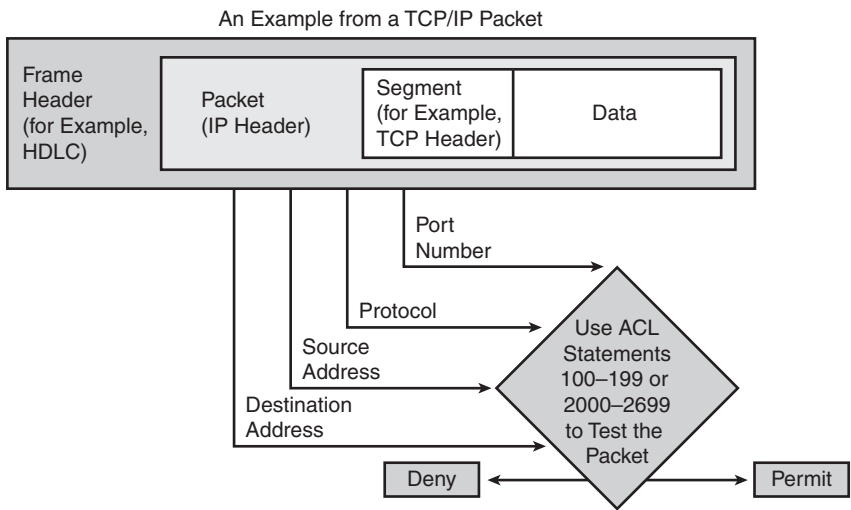 An Example from a TCP/IP Packet
Frame
Header
(for Example,
HDLC)
Packet
(IP Header)
Segment
(for Example,
TCP Header)
Data
Port
Number
Protocol
Source
Address
Destination
Address
Use ACL
Statements
100–199 or
2000–2699
to Test the
Packet
Deny
Permit